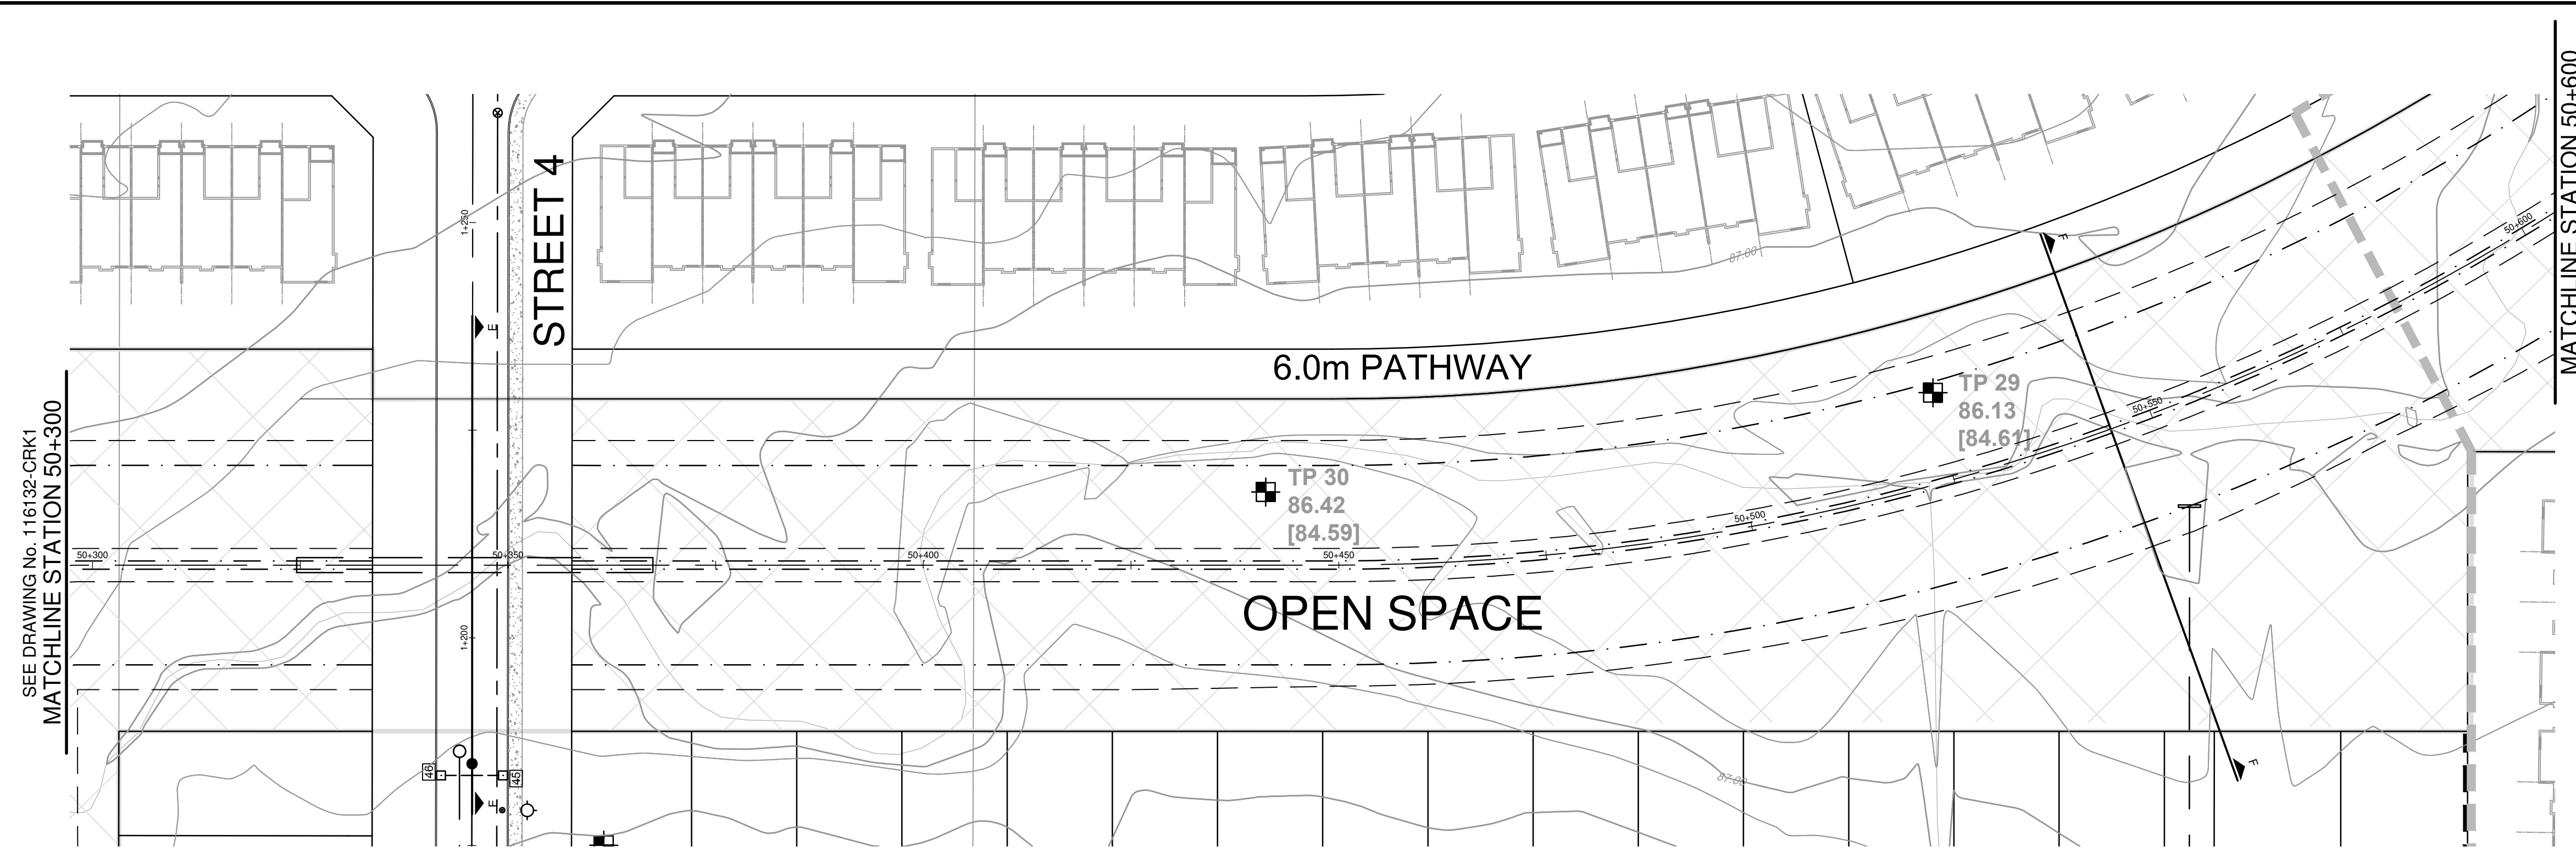 SEE DRAWING No. 116132-CRK1
MATCHLINE STATION 50+300
MATCHLINE STATION 50+600
STREET 4
1+250
E
6.0m PATHWAY
87.00
F
50+600
TP 29
86.13
[84.61]
50+550
TP 30
86.42
[84.59]
50+500
50+300
50+350
50+400
50+450
OPEN SPACE
1+200
46
45
E
87.00
F